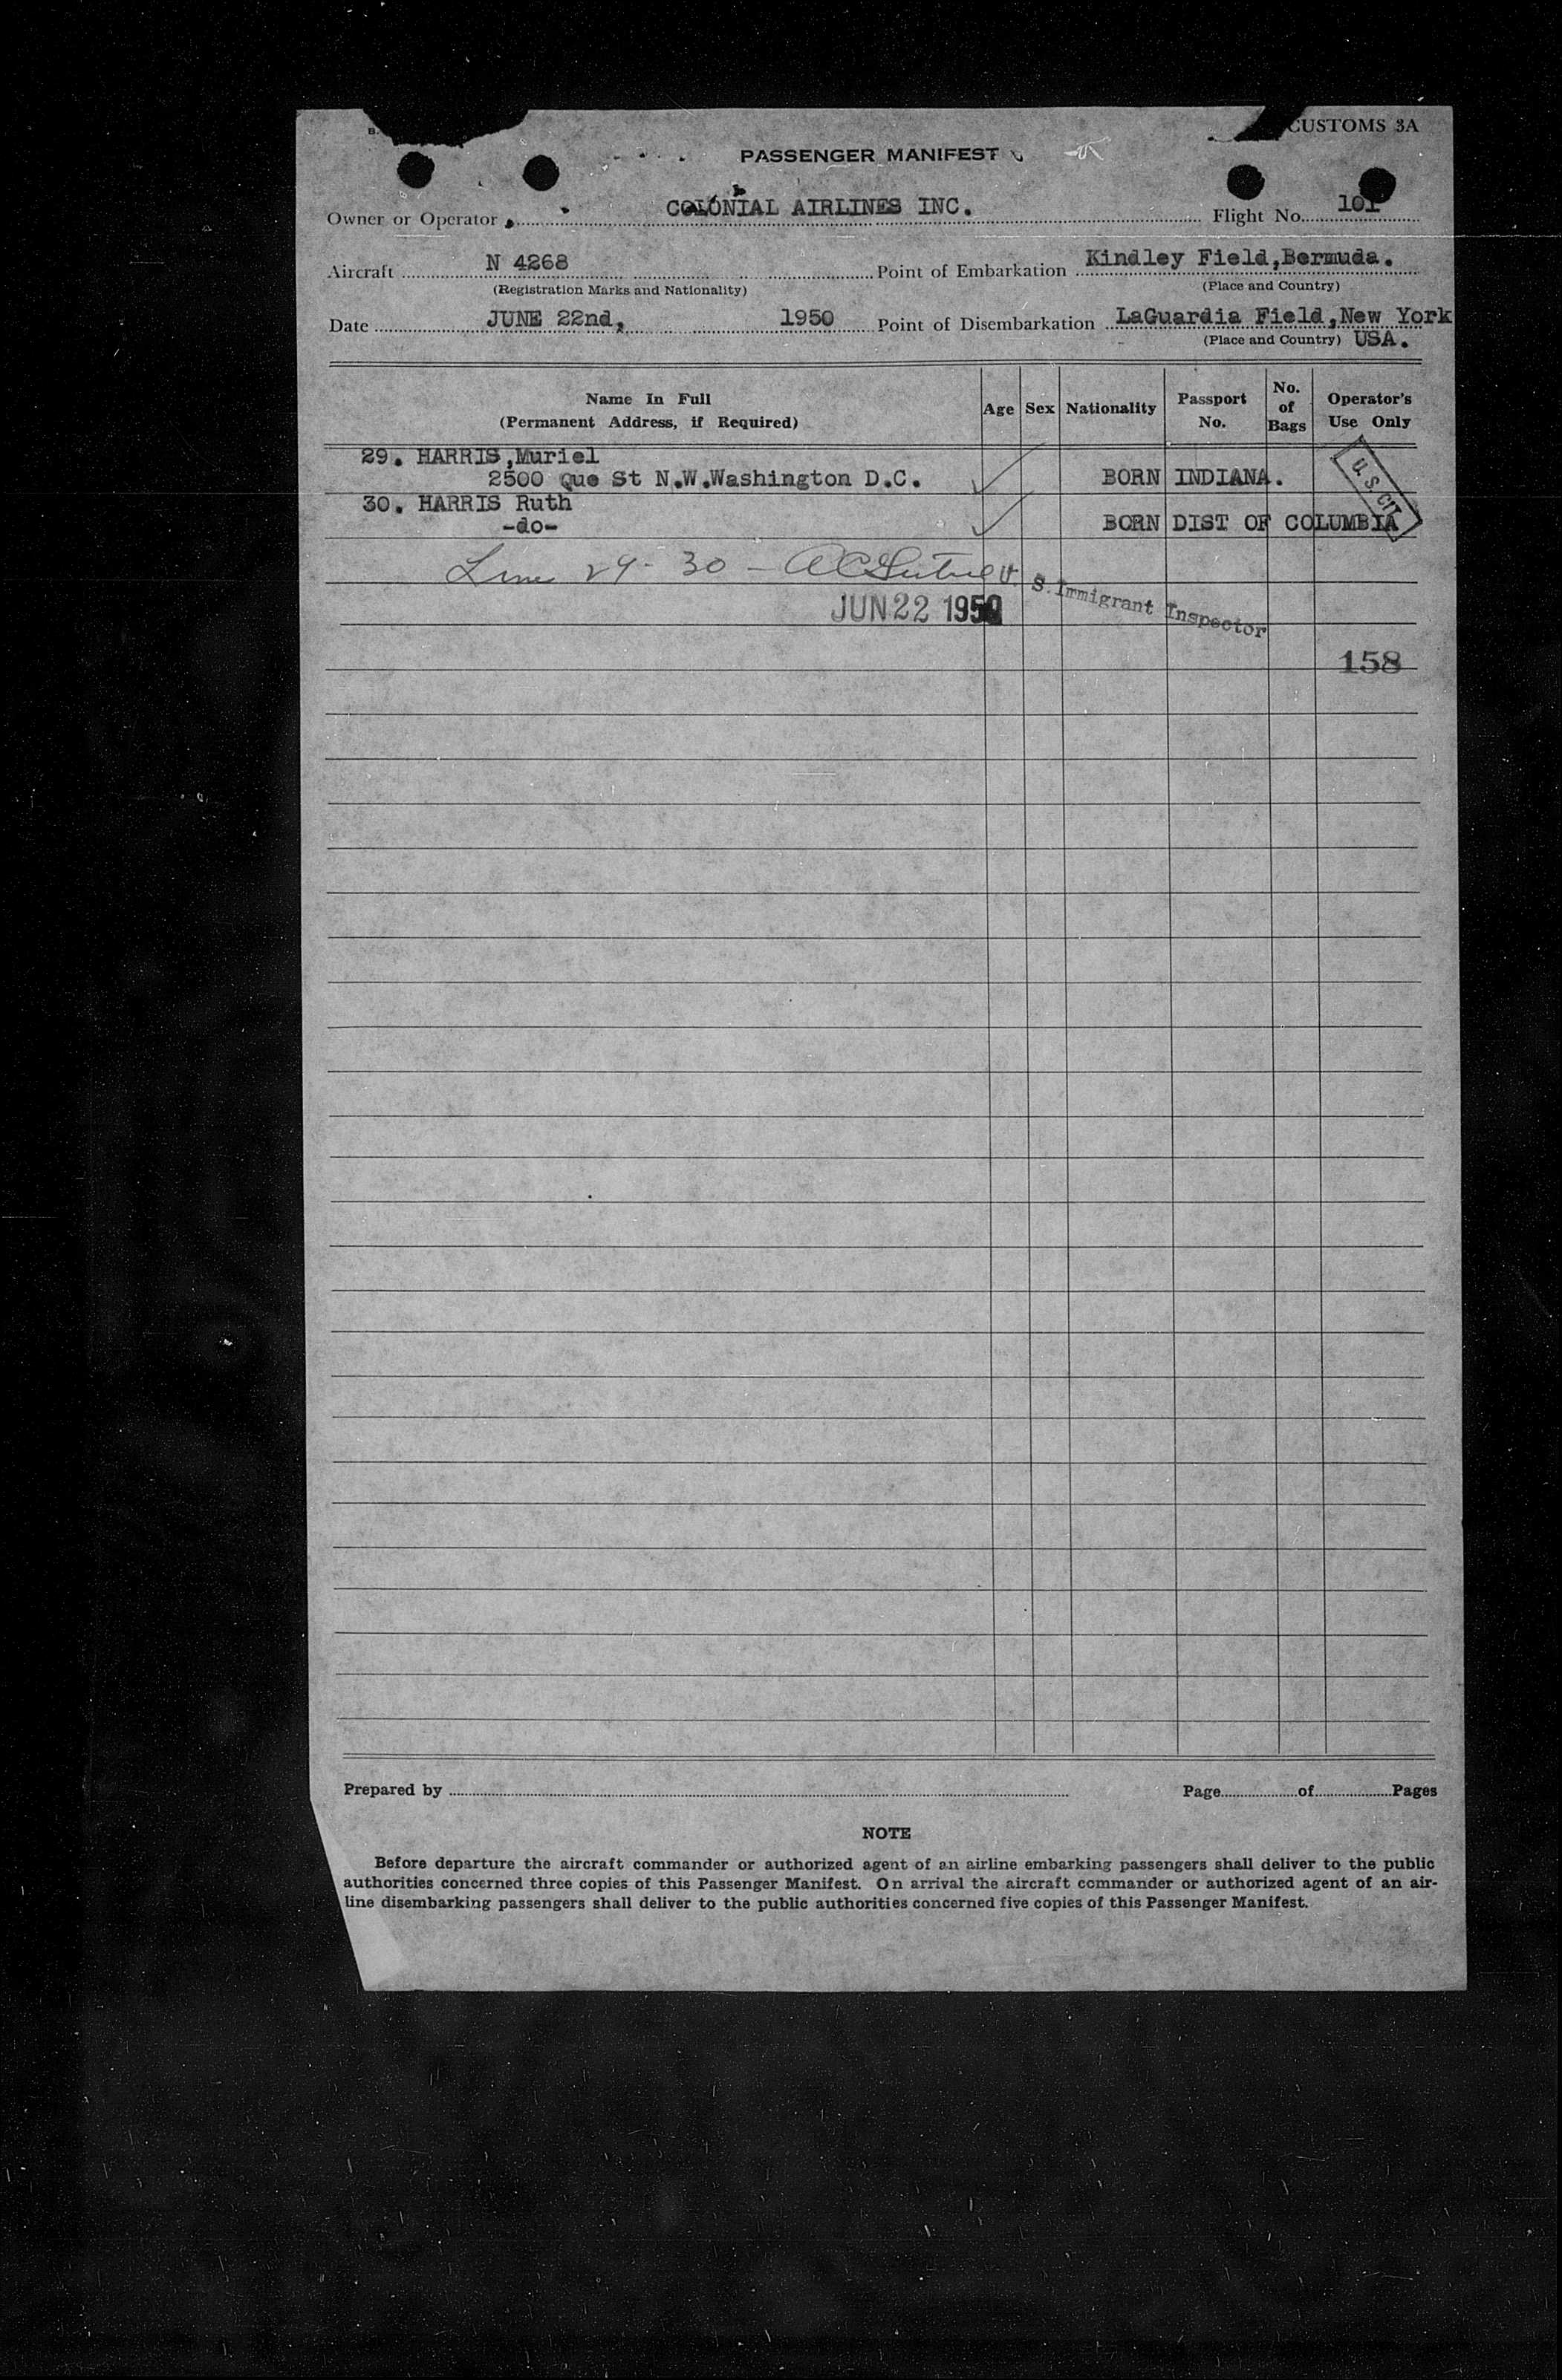 CUSTOMS 3A
PASSENGER MANIFEST
Owner or Operator COLONIAL AIRLINES INC. Flight No. 101
Aircraft N 4268 Point of Embarkation Kindley Field,Bermuda.
(Registration Marks and Nationality) (Place and Country)
Date JUNE 22nd, 1950 Point of Disembarkation LaGuardia Field,New York
(Place and Country) USA.
Name In Full (Permanent Address, if Required) Age Sex Nationality Passport No. No. of Bags Operator's Use Only
29. HARRIS,Muriel
2500 Que St N.W.Washington D.C. BORN INDIANA.
U. S. CIT
30. HARRIS Ruth
-do- BORN DIST OF COLUMBIA
Line 29-30 - U. S. Immigrant Inspector
JUN 22 1950
158
Prepared by Page of Pages
NOTE
Before departure the aircraft commander or authorized agent of an airline embarking passengers shall deliver to the public
authorities concerned three copies of this Passenger Manifest. On arrival the aircraft commander or authorized agent of an air-
line disembarking passengers shall deliver to the public authorities concerned five copies of this Passenger Manifest.